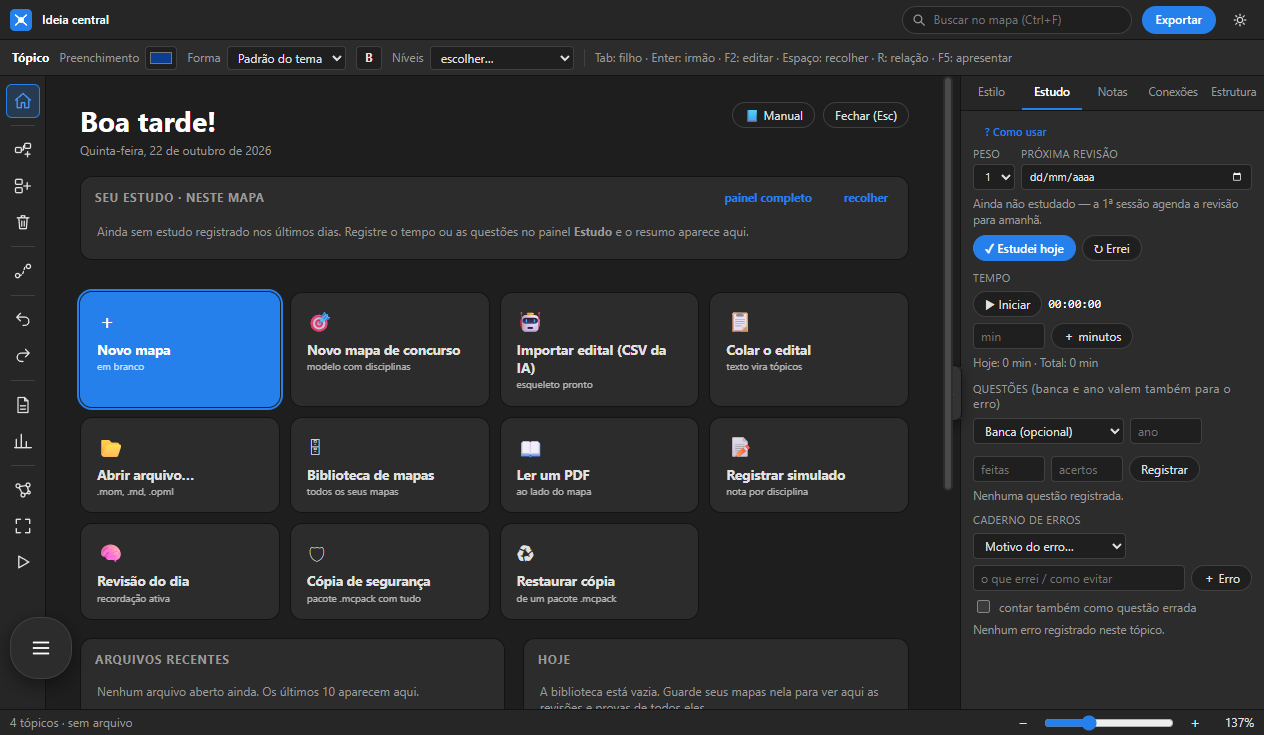 Ideia central
Buscar no mapa (Ctrl+F)
Exportar
Tópico
Preenchimento
Forma
Padrão do tema
B
Níveis
escolher...
Tab: filho · Enter: irmão · F2: editar · Espaço: recolher · R: relação · F5: apresentar
Boa tarde!
Quinta-feira, 22 de outubro de 2026
Manual
Fechar (Esc)
SEU ESTUDO · NESTE MAPA
painel completo
recolher
Ainda sem estudo registrado nos últimos dias. Registre o tempo ou as questões no painel Estudo e o resumo aparece aqui.
+
Novo mapa
em branco
Novo mapa de concurso
modelo com disciplinas
Importar edital (CSV da
IA)
esqueleto pronto
Colar o edital
texto vira tópicos
Abrir arquivo...
.mom, .md, .opml
Biblioteca de mapas
todos os seus mapas
Ler um PDF
ao lado do mapa
Registrar simulado
nota por disciplina
Revisão do dia
recordação ativa
Cópia de segurança
pacote .mcpack com tudo
Restaurar cópia
de um pacote .mcpack
ARQUIVOS RECENTES
Nenhum arquivo aberto ainda. Os últimos 10 aparecem aqui.
HOJE
A biblioteca está vazia. Guarde seus mapas nela para ver aqui as
revisões e provas de todos eles.
Estilo
Estudo
Notas
Conexões
Estrutura
? Como usar
PESO
PRÓXIMA REVISÃO
1
dd/mm/aaaa
Ainda não estudado — a 1ª sessão agenda a revisão
para amanhã.
✓ Estudei hoje
↻ Errei
TEMPO
▶ Iniciar
00:00:00
min
+ minutos
Hoje: 0 min · Total: 0 min
QUESTÕES (banca e ano valem também para o
erro)
Banca (opcional)
ano
feitas
acertos
Registrar
Nenhuma questão registrada.
CADERNO DE ERROS
Motivo do erro...
o que errei / como evitar
+ Erro
contar também como questão errada
Nenhum erro registrado neste tópico.
4 tópicos · sem arquivo
−
+
137%